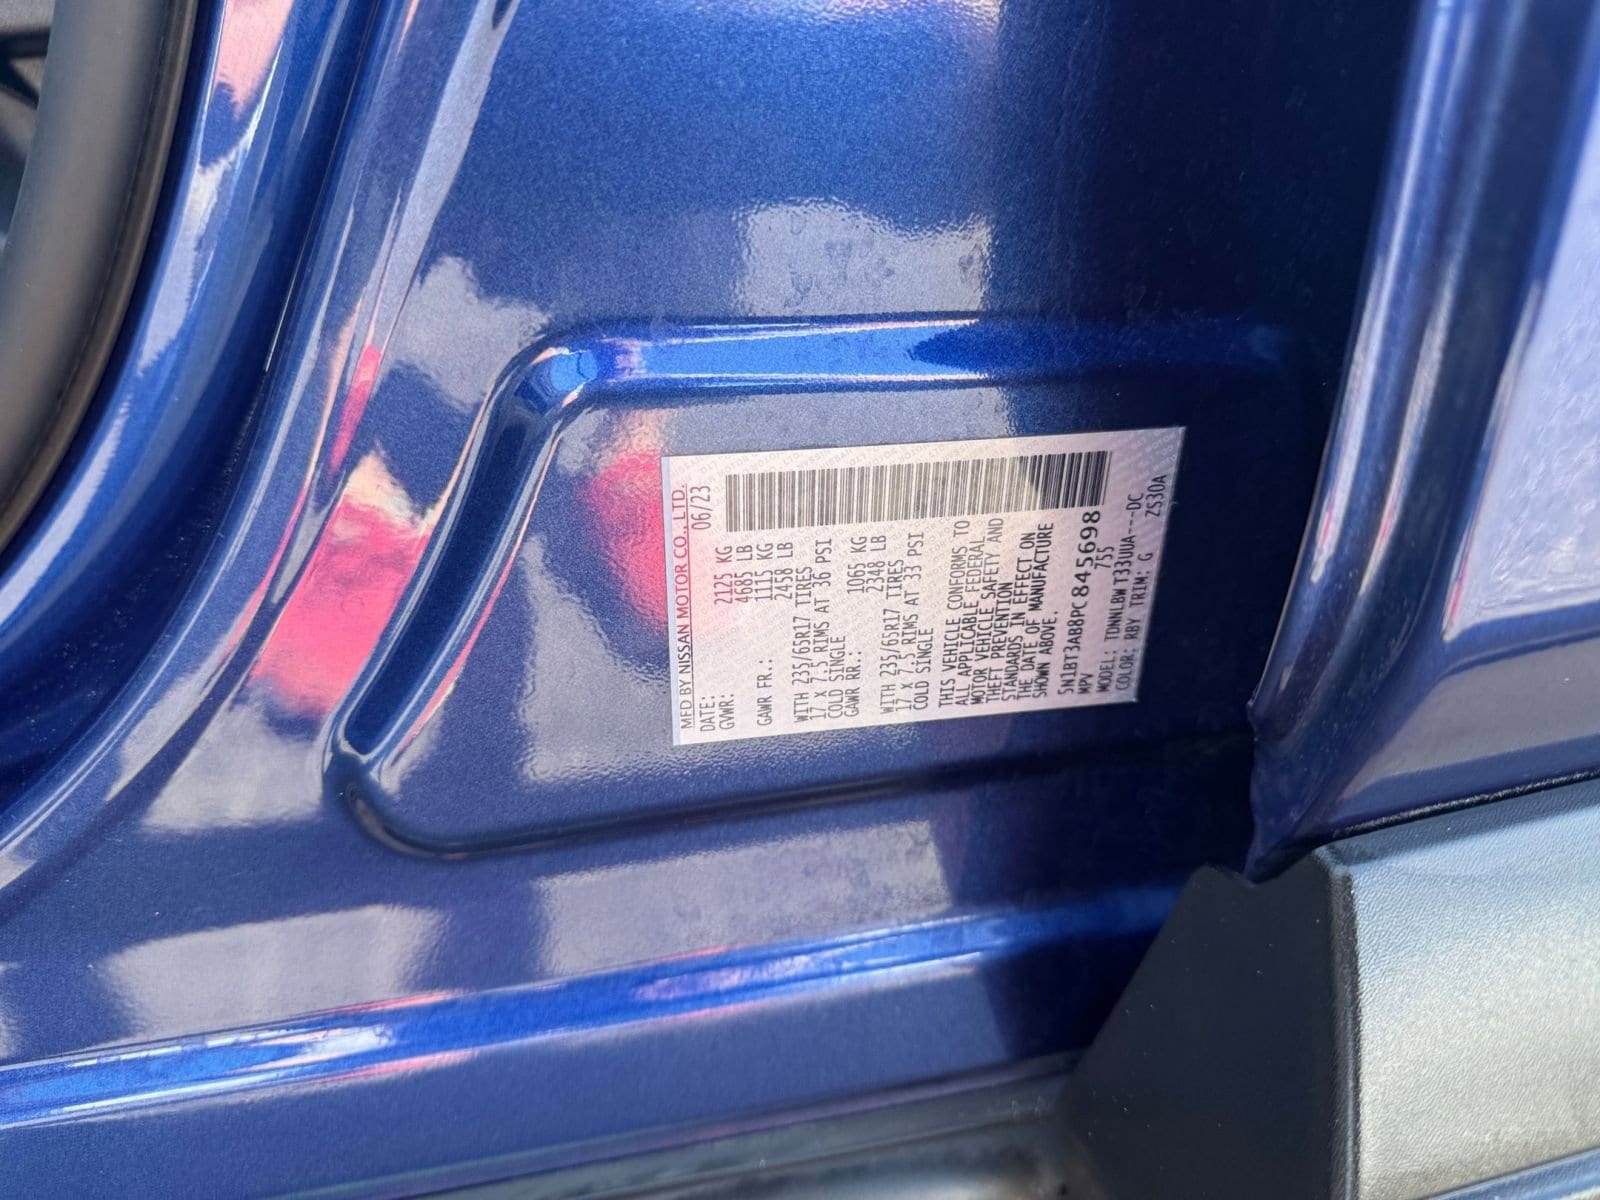 MFD BY NISSAN MOTOR CO., LTD.
DATE: 06/23
GVWR: 2125 KG
4685 LB
GAWR FR.: 1115 KG
2458 LB
WITH 235/65R17 TIRES
17 X 7.5 RIMS AT 36 PSI
COLD SINGLE
GAWR RR.: 1065 KG
2348 LB
WITH 235/65R17 TIRES
17 X 7.5 RIMS AT 33 PSI
COLD SINGLE
THIS VEHICLE CONFORMS TO
ALL APPLICABLE FEDERAL
MOTOR VEHICLE SAFETY AND
THEFT PREVENTION
STANDARDS IN EFFECT ON
THE DATE OF MANUFACTURE
SHOWN ABOVE.
5N1BT3AB8PC845698
MPV 755
MODEL: TDNNLBW T33UUA---DC
COLOR: RBY TRIM: G ZS30A